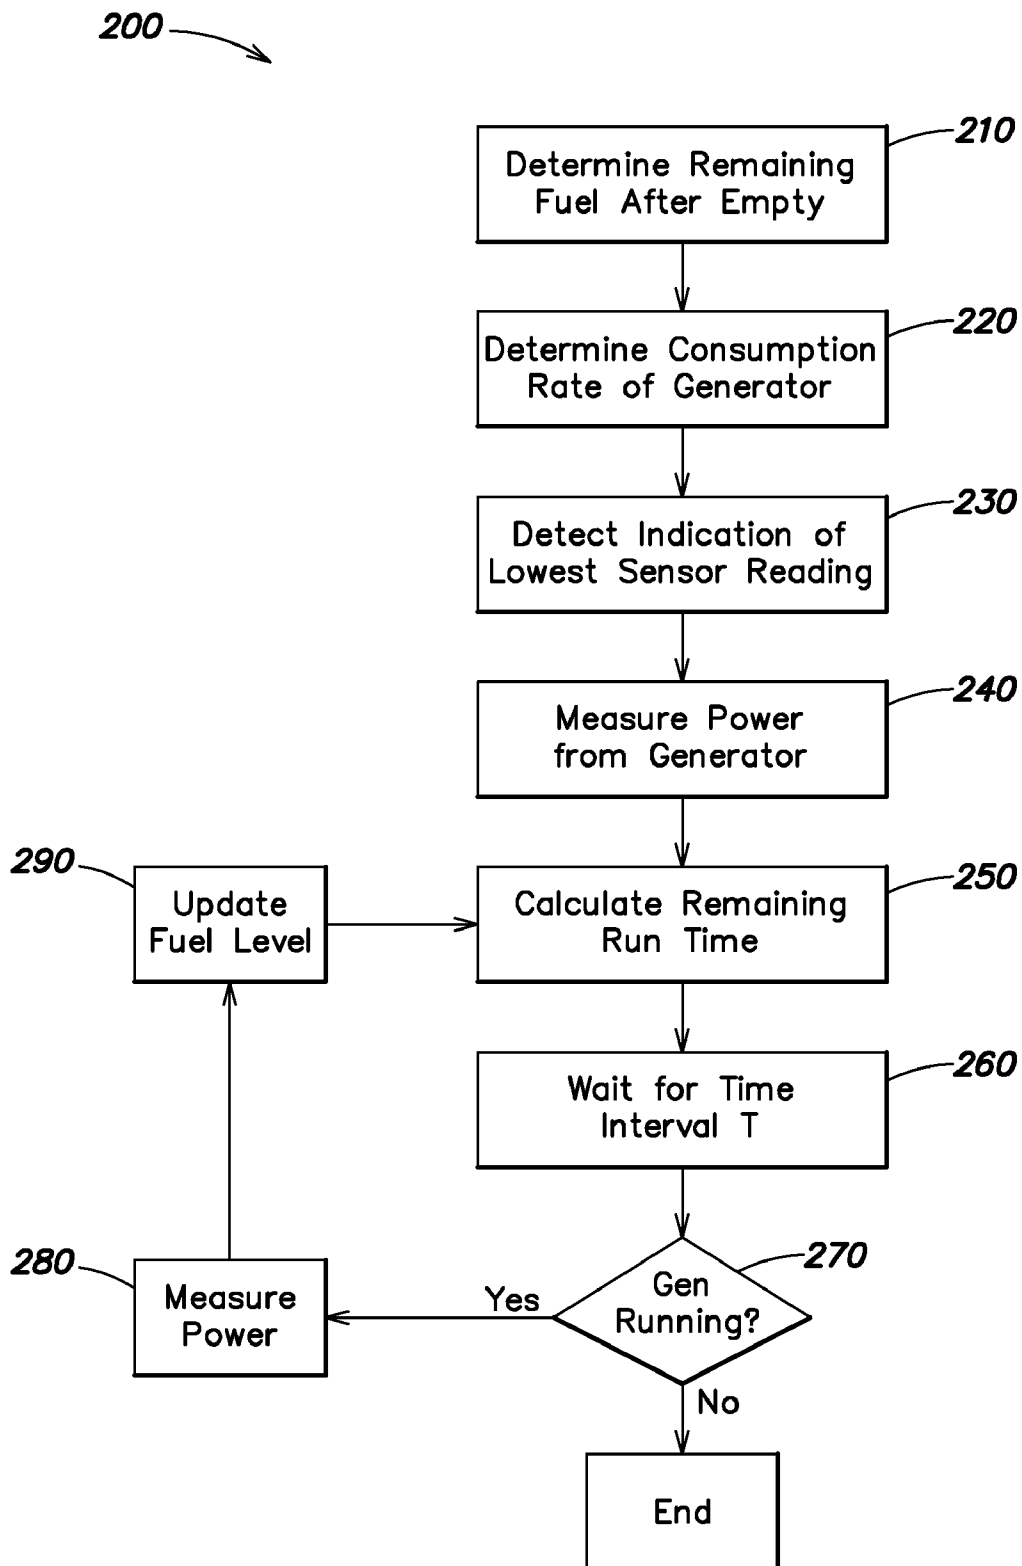 200
210
Determine Remaining
Fuel After Empty
220
Determine Consumption
Rate of Generator
230
Detect Indication of
Lowest Sensor Reading
240
Measure Power
from Generator
290
Update
Fuel Level
250
Calculate Remaining
Run Time
260
Wait for Time
Interval T
270
Gen
Running?
Yes
280
Measure
Power
No
End